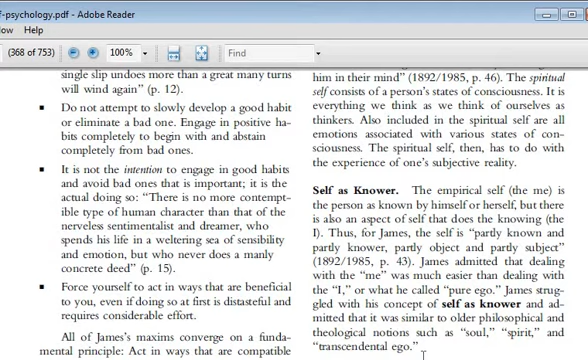 f-psychology.pdf - Adobe Reader
ow Help
(368 of 753)
100%
Find
single slip undoes more than a great many turns
will wind again” (p. 12).
▪ Do not attempt to slowly develop a good habit
or eliminate a bad one. Engage in positive ha-
bits completely to begin with and abstain
completely from bad ones.
▪ It is not the intention to engage in good habits
and avoid bad ones that is important; it is the
actual doing so: “There is no more contempt-
ible type of human character than that of the
nerveless sentimentalist and dreamer, who
spends his life in a weltering sea of sensibility
and emotion, but who never does a manly
concrete deed” (p. 15).
▪ Force yourself to act in ways that are beneficial
to you, even if doing so at first is distasteful and
requires considerable effort.
All of James’s maxims converge on a funda-
mental principle: Act in ways that are compatible
him in their mind” (1892/1985, p. 46). The spiritual
self consists of a person’s states of consciousness. It is
everything we think as we think of ourselves as
thinkers. Also included in the spiritual self are all
emotions associated with various states of con-
sciousness. The spiritual self, then, has to do with
the experience of one’s subjective reality.
Self as Knower. The empirical self (the me) is
the person as known by himself or herself, but there
is also an aspect of self that does the knowing (the
I). Thus, for James, the self is “partly known and
partly knower, partly object and partly subject”
(1892/1985, p. 43). James admitted that dealing
with the “me” was much easier than dealing with
the “I,” or what he called “pure ego.” James strug-
gled with his concept of self as knower and ad-
mitted that it was similar to older philosophical and
theological notions such as “soul,” “spirit,” and
“transcendental ego.”